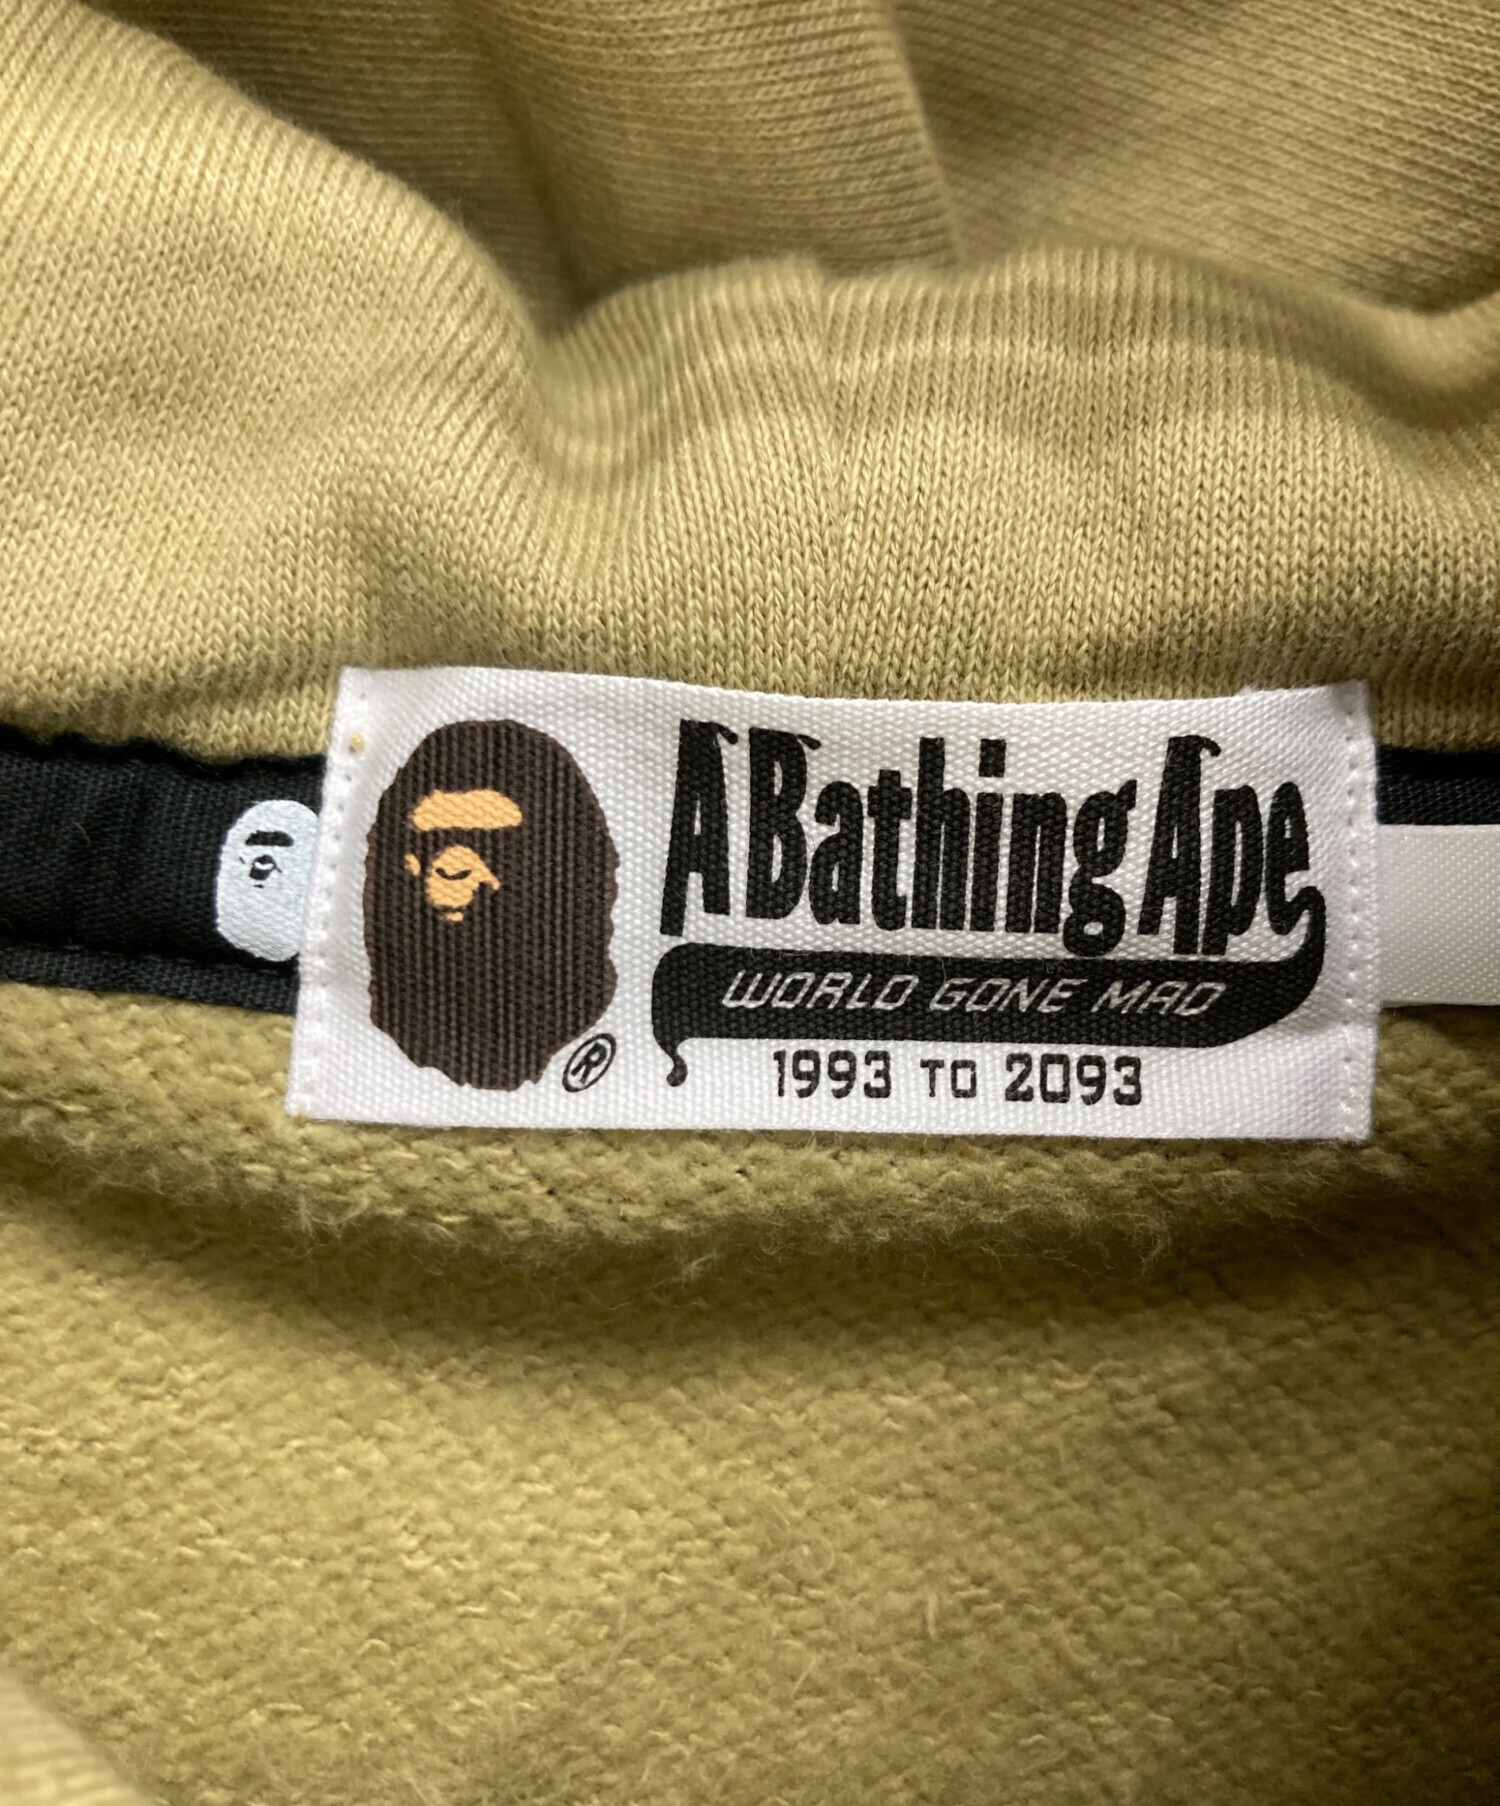 A Bathing Ape
WORLD GONE MAD
®
1993 TO 2093